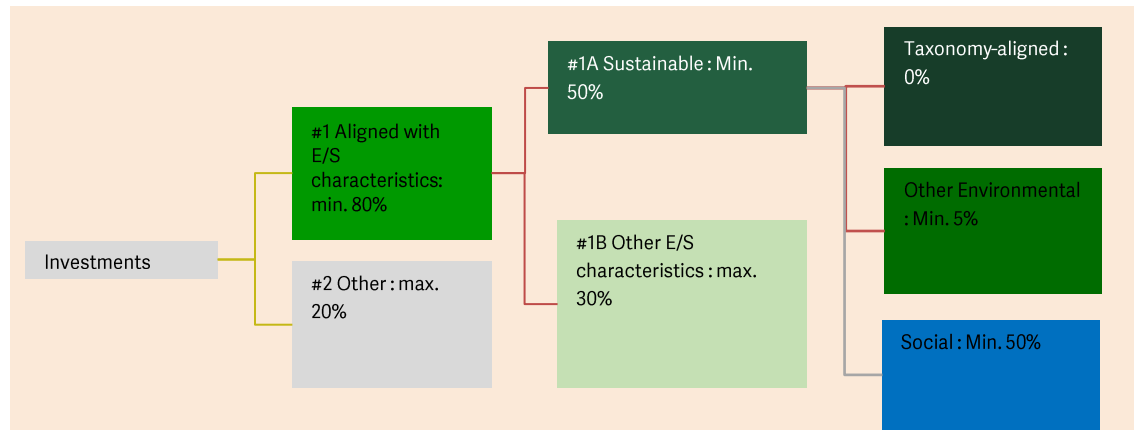 Investments
#1 Aligned with
E/S
characteristics:
min. 80%
#2 Other : max.
20%
#1A Sustainable : Min.
50%
#1B Other E/S
characteristics : max.
30%
Taxonomy-aligned :
0%
Other Environmental
: Min. 5%
Social : Min. 50%